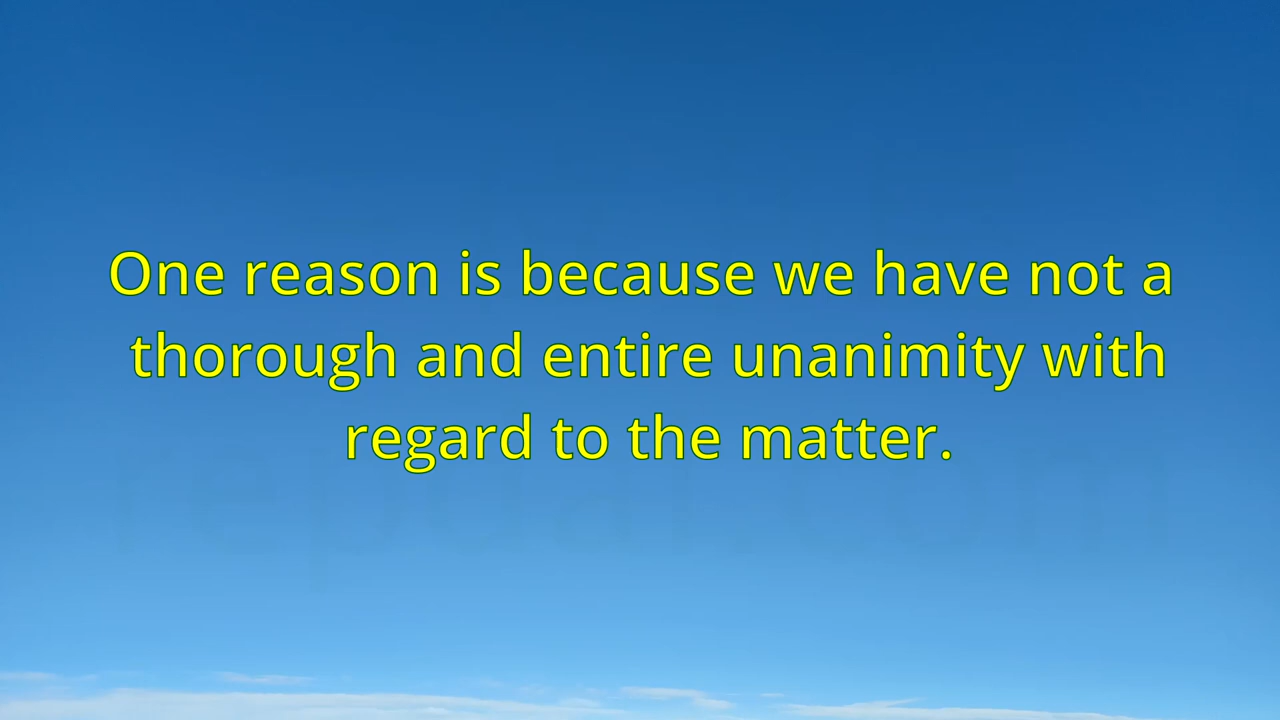 One reason is because we have not a
thorough and entire unanimity with
regard to the matter.